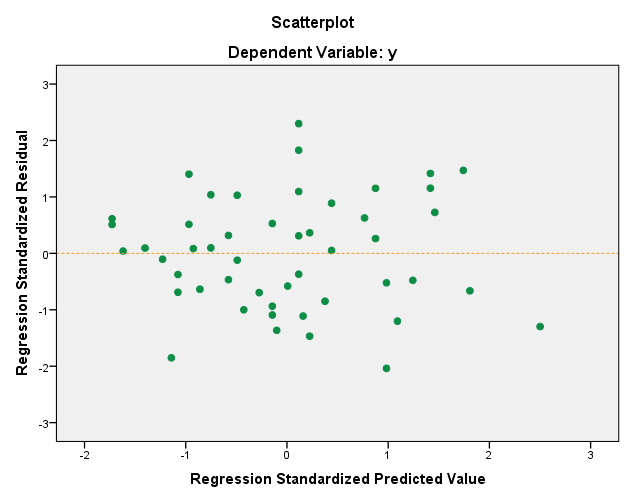 Scatterplot
Dependent Variable: y
Regression Standardized Residual
3
2
1
0
-1
-2
-3
-2 -1 0 1 2 3
Regression Standardized Predicted Value